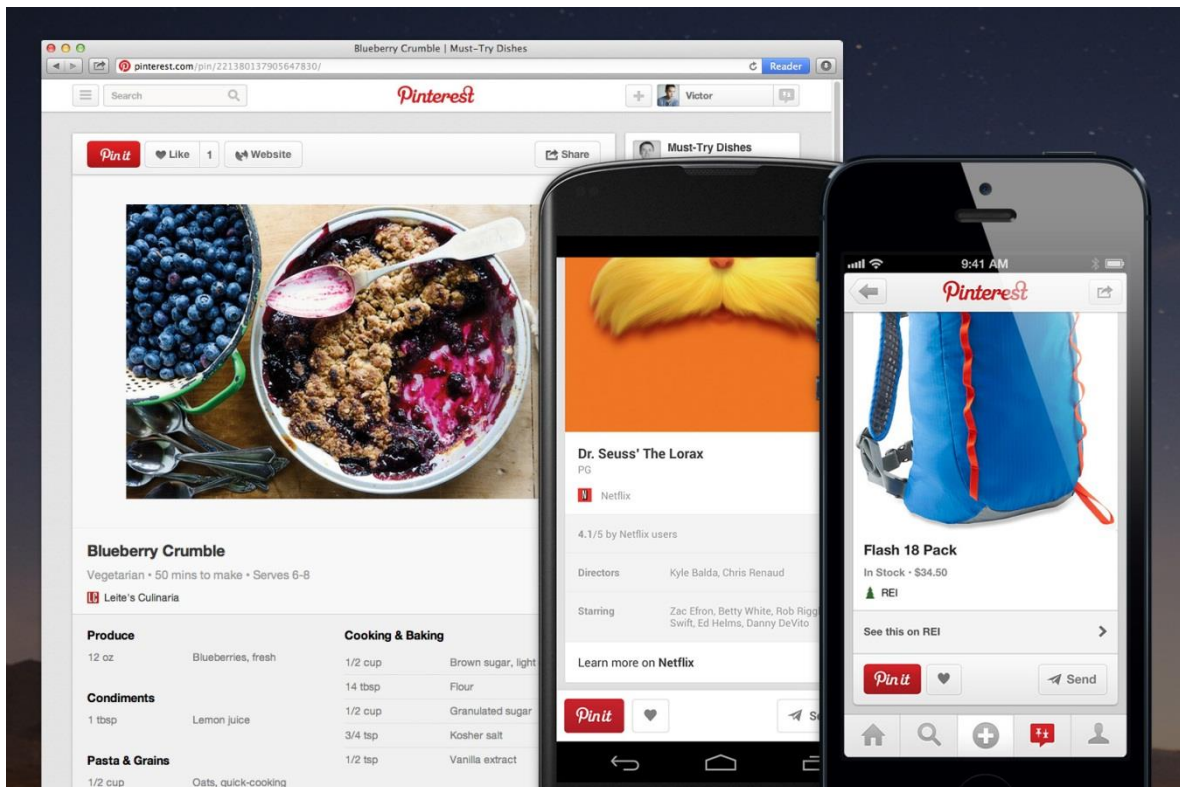 Blueberry Crumble | Must-Try Dishes
pinterest.com/pin/221380137905647830/
Reader
Search
Pinterest
Victor
Pin it
Like
1
Website
Share
Must-Try Dishes
Blueberry Crumble
Vegetarian • 50 mins to make • Serves 6-8
LC
Leite's Culinaria
Produce
12 oz Blueberries, fresh
Condiments
1 tbsp Lemon juice
Pasta & Grains
1/2 cup Oats, quick-cooking
Cooking & Baking
1/2 cup Brown sugar, light
14 tbsp Flour
1/2 cup Granulated sugar
3/4 tsp Kosher salt
1/2 tsp Vanilla extract
Dr. Seuss' The Lorax
PG
N Netflix
4.1/5 by Netflix users
Directors Kyle Balda, Chris Renaud
Starring Zac Efron, Betty White, Rob Riggl
Swift, Ed Helms, Danny DeVito
Learn more on Netflix
Pin it
S
9:41 AM
Pinterest
Flash 18 Pack
In Stock • $34.50
REI
See this on REI
Pin it
Send